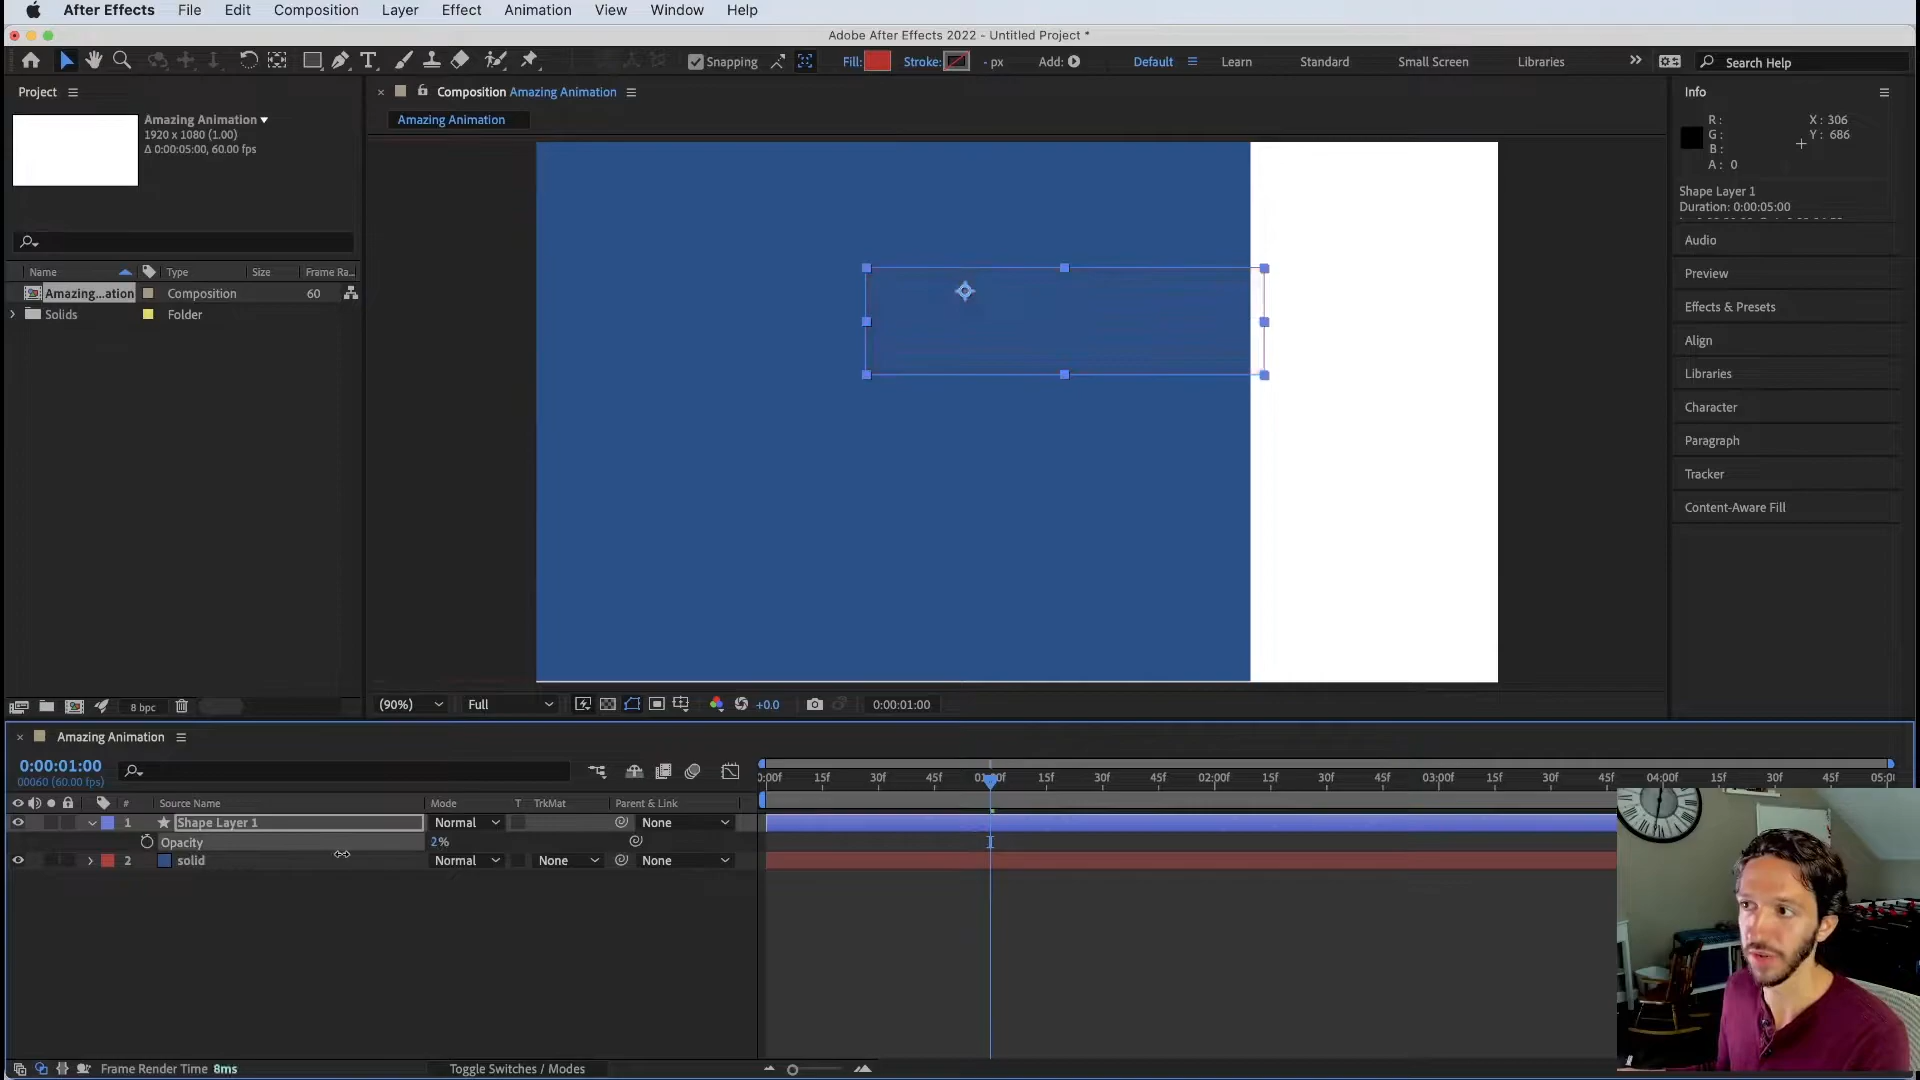 After Effects File Edit Composition Layer Effect Animation View Window Help
Adobe After Effects 2022 - Untitled Project *
Snapping Fill: Stroke: - px Add: Default Learn Standard Small Screen Libraries Search Help
Project
Amazing Animation
1920 x 1080 (1.00)
Δ 0:00:05:00, 60.00 fps
Name Type Size Frame Ra...
Amazing...ation Composition 60
Solids Folder
8 bpc
Composition Amazing Animation
Amazing Animation
(90%) Full +0.0 0:00:01:00
Info
R : X : 306
G : Y : 686
B :
A : 0
Shape Layer 1
Duration: 0:00:05:00
Audio
Preview
Effects & Presets
Align
Libraries
Character
Paragraph
Tracker
Content-Aware Fill
Amazing Animation
0:00:01:00
00060 (60.00 fps)
0:00f 15f 30f 45f 01:00f 15f 30f 45f 02:00f 15f 30f 45f 03:00f 15f 30f 45f 04:00f 15f 30f 45f 05:0
# Source Name Mode T TrkMat Parent & Link
1 Shape Layer 1 Normal None
Opacity 2%
2 solid Normal None None
Frame Render Time 8ms Toggle Switches / Modes